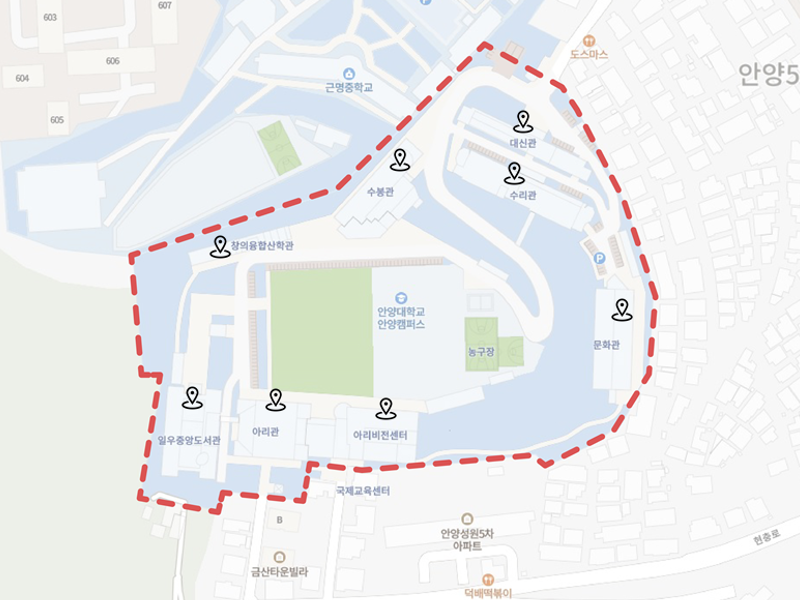 603
607
606
604
605
P
도스마스
안양5
근명중학교
대신관
수봉관
수리관
창의융합산학관
P
안양대학교
안양캠퍼스
문화관
농구장
아리관
아리비전센터
일우중앙도서관
국제교육센터
B
안양성원5차
아파트
현충로
금산타운빌라
덕배떡볶이